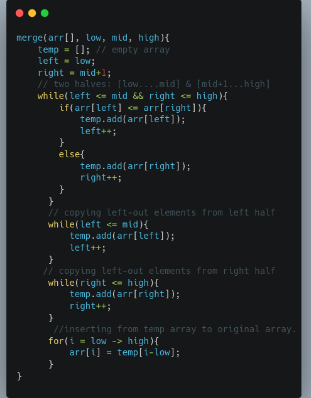 merge(arr[], low, mid, high){
    temp = []; // empty array
    left = low;
    right = mid+1;
    // two halves: [low....mid] & [mid+1...high]
    while(left <= mid && right <= high){
        if(arr[left] <= arr[right]){
            temp.add(arr[left]);
            left++;
        }
        else{
            temp.add(arr[right]);
            right++;
        }
      }
      // copying left-out elements from left half
      while(left <= mid){
          temp.add(arr[left]);
          left++;
      }
     // copying left-out elements from right half
      while(right <= high){
          temp.add(arr[right]);
          right++;
      }
       //inserting from temp array to original array.
      for(i = low -> high){
          arr[i] = temp[i-low];
      }
}